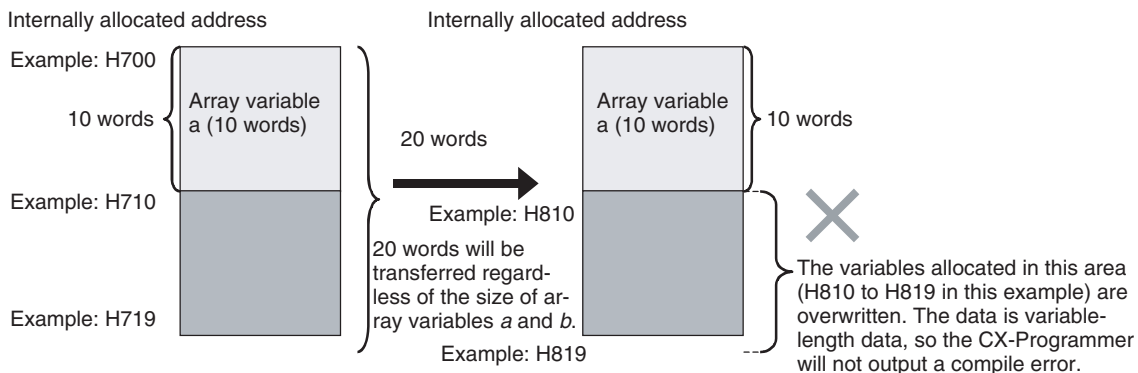 Internally allocated address
Internally allocated address
Example: H700
10 words
Array variable
a (10 words)
Example: H710
Example: H719
20 words
20 words will be
transferred regard-
less of the size of ar-
ray variables a and b.
Array variable
a (10 words)
10 words
Example: H810
Example: H819
The variables allocated in this area
(H810 to H819 in this example) are
overwritten. The data is variable-
length data, so the CX-Programmer
will not output a compile error.